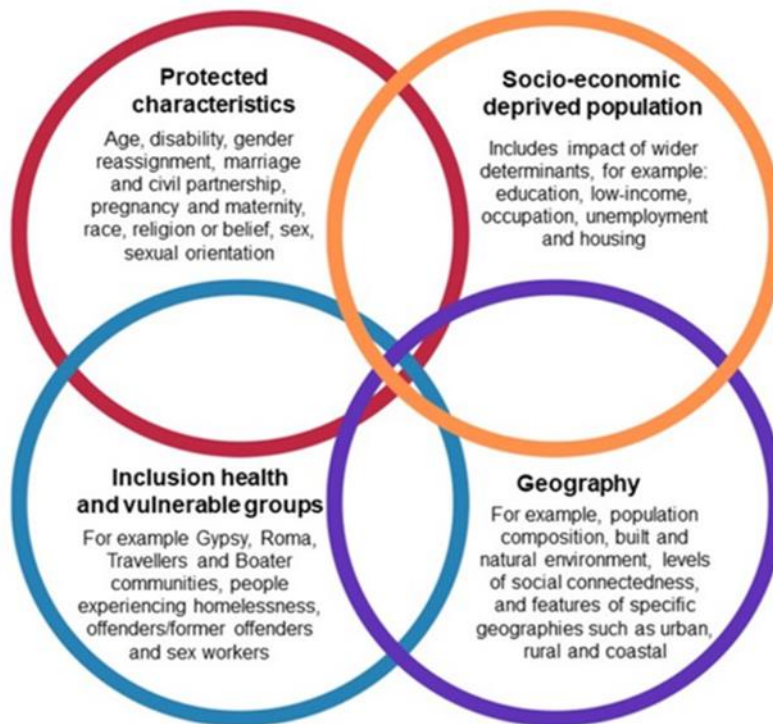 Protected
characteristics
Age, disability, gender
reassignment, marriage
and civil partnership,
pregnancy and maternity,
race, religion or belief, sex,
sexual orientation
Socio-economic
deprived population
Includes impact of wider
determinants, for example:
education, low-income,
occupation, unemployment
and housing
Inclusion health
and vulnerable groups
For example Gypsy, Roma,
Travellers and Boater
communities, people
experiencing homelessness,
offenders/former offenders
and sex workers
Geography
For example, population
composition, built and
natural environment, levels
of social connectedness,
and features of specific
geographies such as urban,
rural and coastal